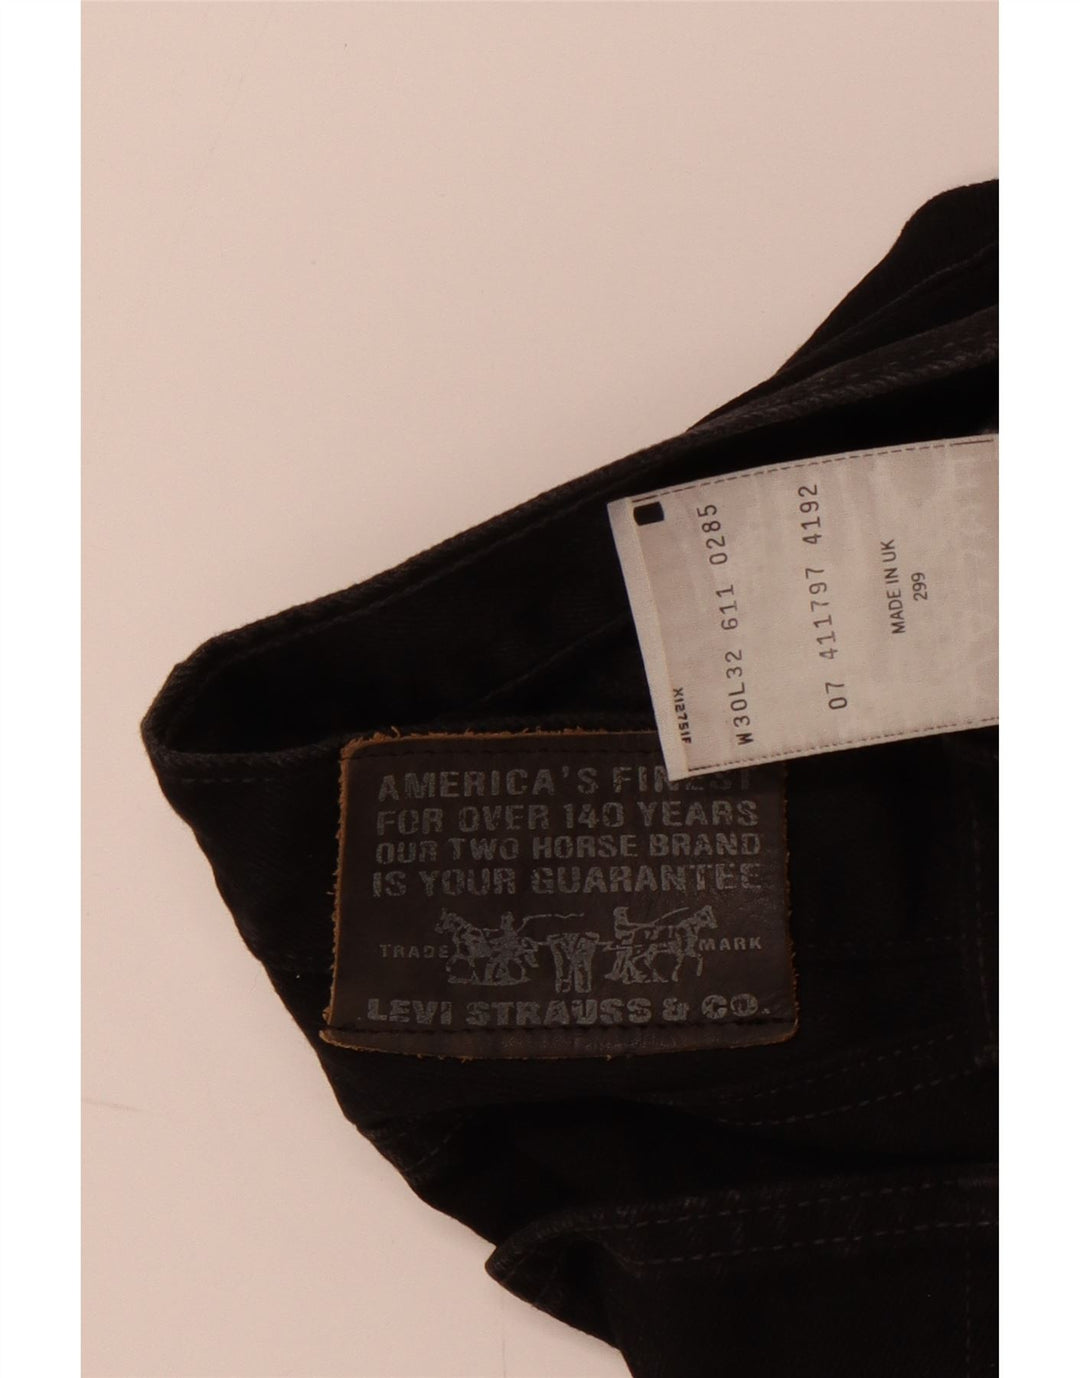 W30L32 611 0285
07 411797 4192
MADE IN UK
299
X12751F
AMERICA'S FINEST
FOR OVER 140 YEARS
OUR TWO HORSE BRAND
IS YOUR GUARANTEE
TRADE MARK
LEVI STRAUSS & CO.